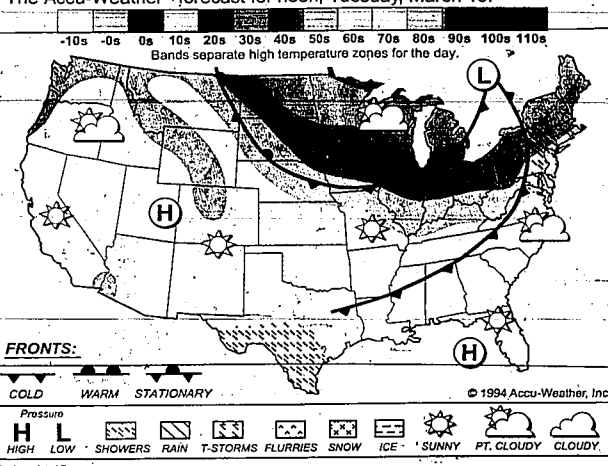 The Accu-Weather forecast for noon, Tuesday, March
-10s -0s 0s 10s 20s 30s 40s 50s 60s 70s 80s 90s 100s 110s
Bands separate high temperature zones for the day.
L
H
H
FRONTS:
COLD WARM STATIONARY
© 1994 Accu-Weather, Inc
Pressure
H L
HIGH LOW SHOWERS RAIN T-STORMS FLURRIES SNOW ICE SUNNY PT. CLOUDY CLOUDY